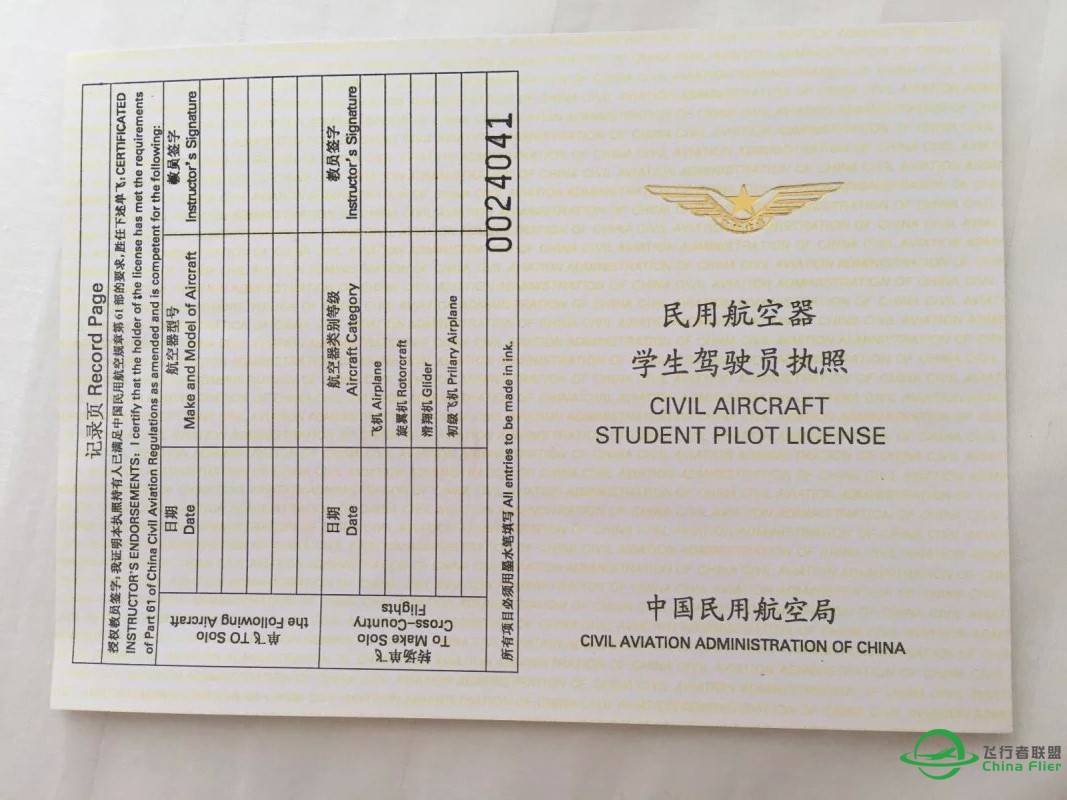 记录页 Record Page
授权教员签字,我证明本执照持有人已满足中国民用航空规章第61部的要求,胜任下述单飞:CERTIFICATED
INSTRUCTOR'S ENDORSEMENTS: I certify that the holder of the license has met the requirements
of Part 61 of China Civil Aviation Regulations as amended and is competent for the following:
单飞 TO Solo
the Following Aircraft
日期
Date
航空器型号
Make and Model of Aircraft
教员签字
Instructor's Signature
转场单飞
To Make Solo
Cross-Country
Flights
日期
Date
航空器类别等级
Aircraft Category
教员签字
Instructor's Signature
飞机 Airplane
旋翼机 Rotorcraft
滑翔机 Gilder
初级飞机 Prilary Airplane
所有项目必须用墨水笔填写 All entries to be made in ink.
0024041
民用航空器
学生驾驶员执照
CIVIL AIRCRAFT
STUDENT PILOT LICENSE
中国民用航空局
CIVIL AVIATION ADMINISTRATION OF CHINA
飞行者联盟
China Flier